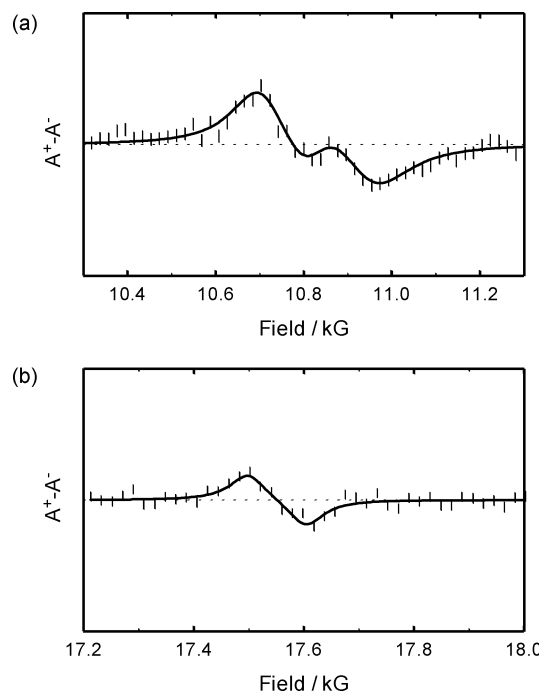 (a)
A⁺-A⁻
10.4 10.6 10.8 11.0 11.2
Field / kG
(b)
A⁺-A⁻
17.2 17.4 17.6 17.8 18.0
Field / kG